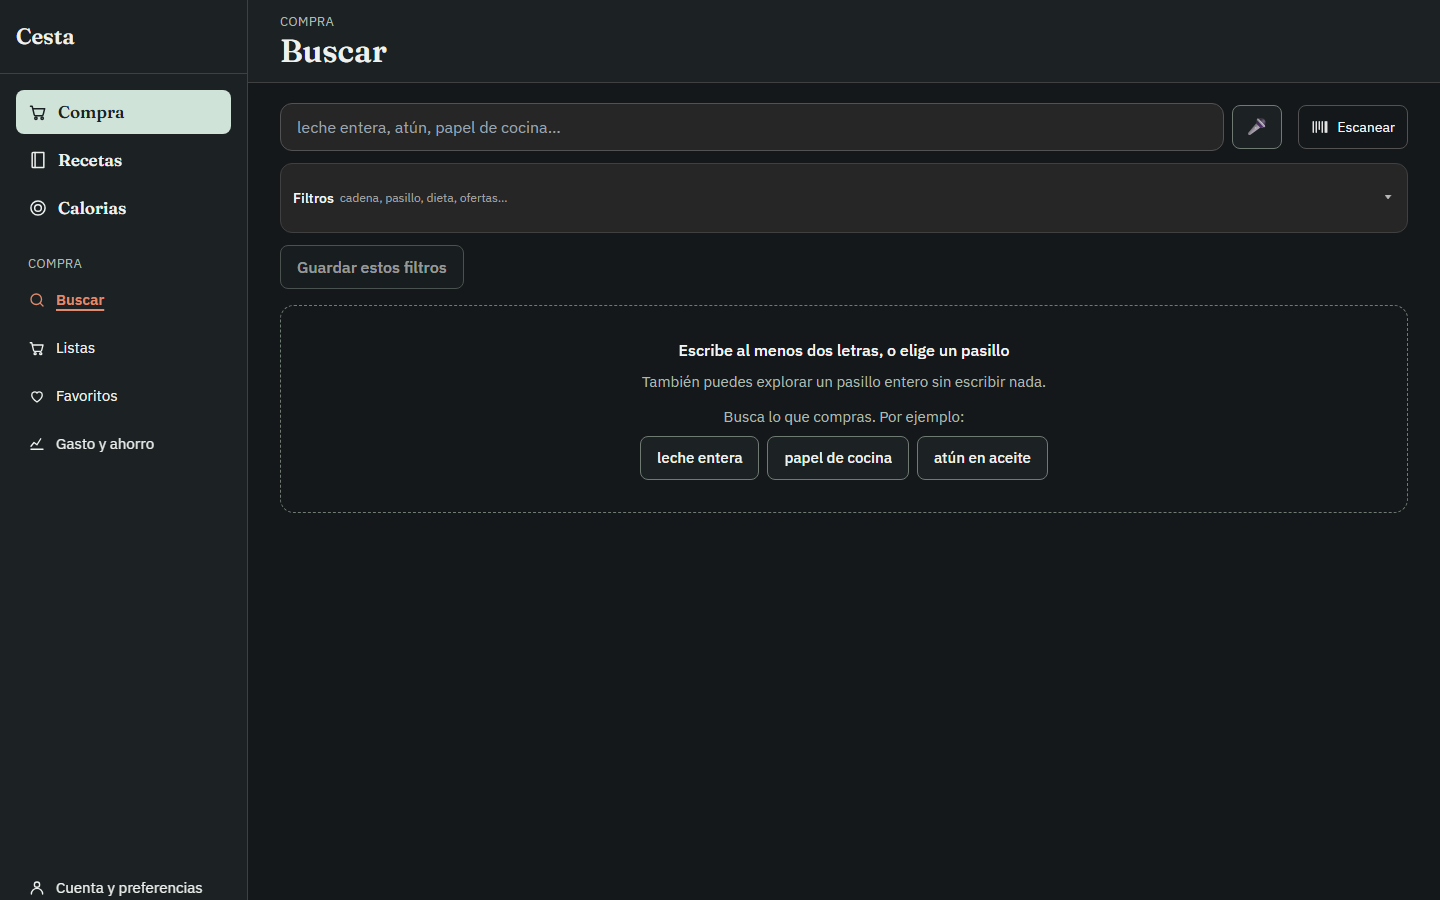 Cesta
Compra
Recetas
Calorias
COMPRA
Buscar
Listas
Favoritos
Gasto y ahorro
Cuenta y preferencias
COMPRA
Buscar
leche entera, atún, papel de cocina...
Escanear
Filtros cadena, pasillo, dieta, ofertas...
Guardar estos filtros
Escribe al menos dos letras, o elige un pasillo
También puedes explorar un pasillo entero sin escribir nada.
Busca lo que compras. Por ejemplo:
leche entera papel de cocina atún en aceite